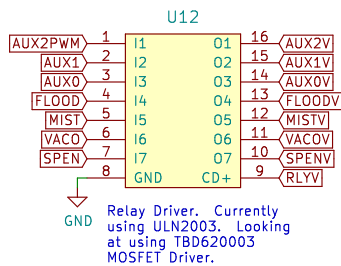 U12
AUX2PWM 1 I1 O1 16 AUX2V
AUX1 2 I2 O2 15 AUX1V
AUX0 3 I3 O3 14 AUX0V
FLOOD 4 I4 O4 13 FLOODV
MIST 5 I5 O5 12 MISTV
VACO 6 I6 O6 11 VACOV
SPEN 7 I7 O7 10 SPENV
8 GND CD+ 9 RLYV
GND
Relay Driver. Currently
using ULN2003. Looking
at using TBD620003
MOSFET Driver.